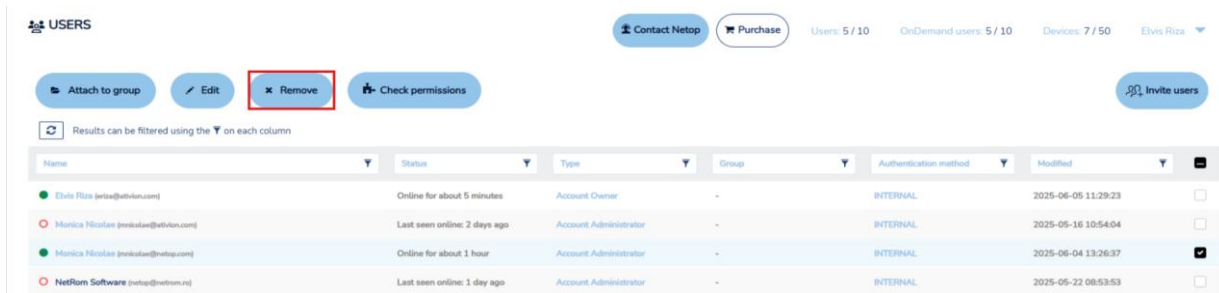 USERS
Contact Netop
Purchase
Users: 5 / 10
OnDemand users: 5 / 10
Devices: 7 / 50
Elvis Riza
Attach to group
Edit
Remove
Check permissions
Invite users
Results can be filtered using the on each column
Name Status Type Group Authentication method Modified
Elvis Riza (eriza@ativion.com) Online for about 5 minutes Account Owner - INTERNAL 2025-06-05 11:29:23
Monica Nicolae (mnicolae@ativion.com) Last seen online: 2 days ago Account Administrator - INTERNAL 2025-05-16 10:54:04
Monica Nicolae (mnicolae@netop.com) Online for about 1 hour Account Administrator - INTERNAL 2025-06-04 13:26:37
NetRom Software (netop@netrom.ro) Last seen online: 1 day ago Account Administrator - INTERNAL 2025-05-22 08:53:53